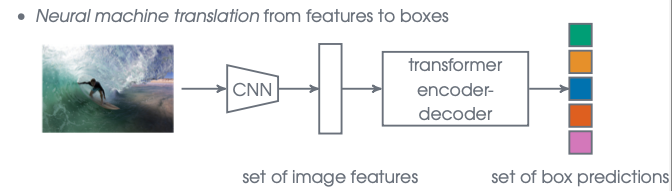 • Neural machine translation from features to boxes
CNN
transformer
encoder-
decoder
set of image features
set of box predictions